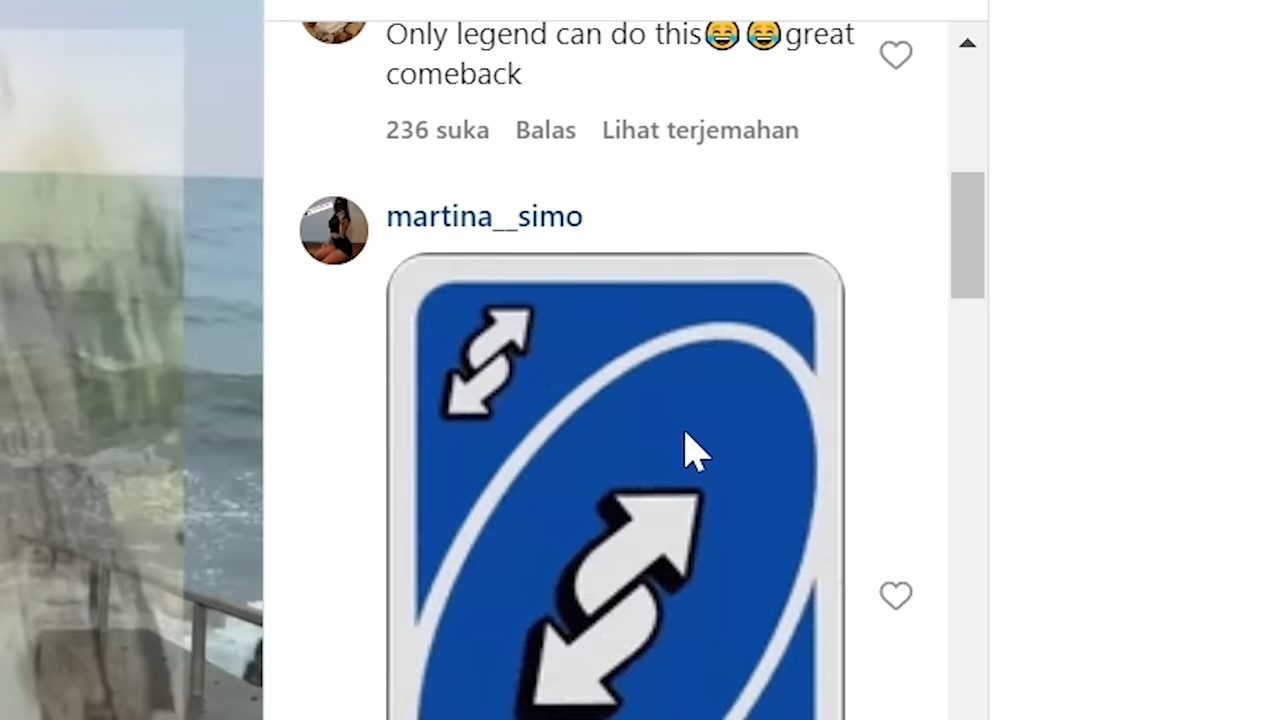 Only legend can do this😂😂great
comeback
236 suka Balas Lihat terjemahan
martina__simo